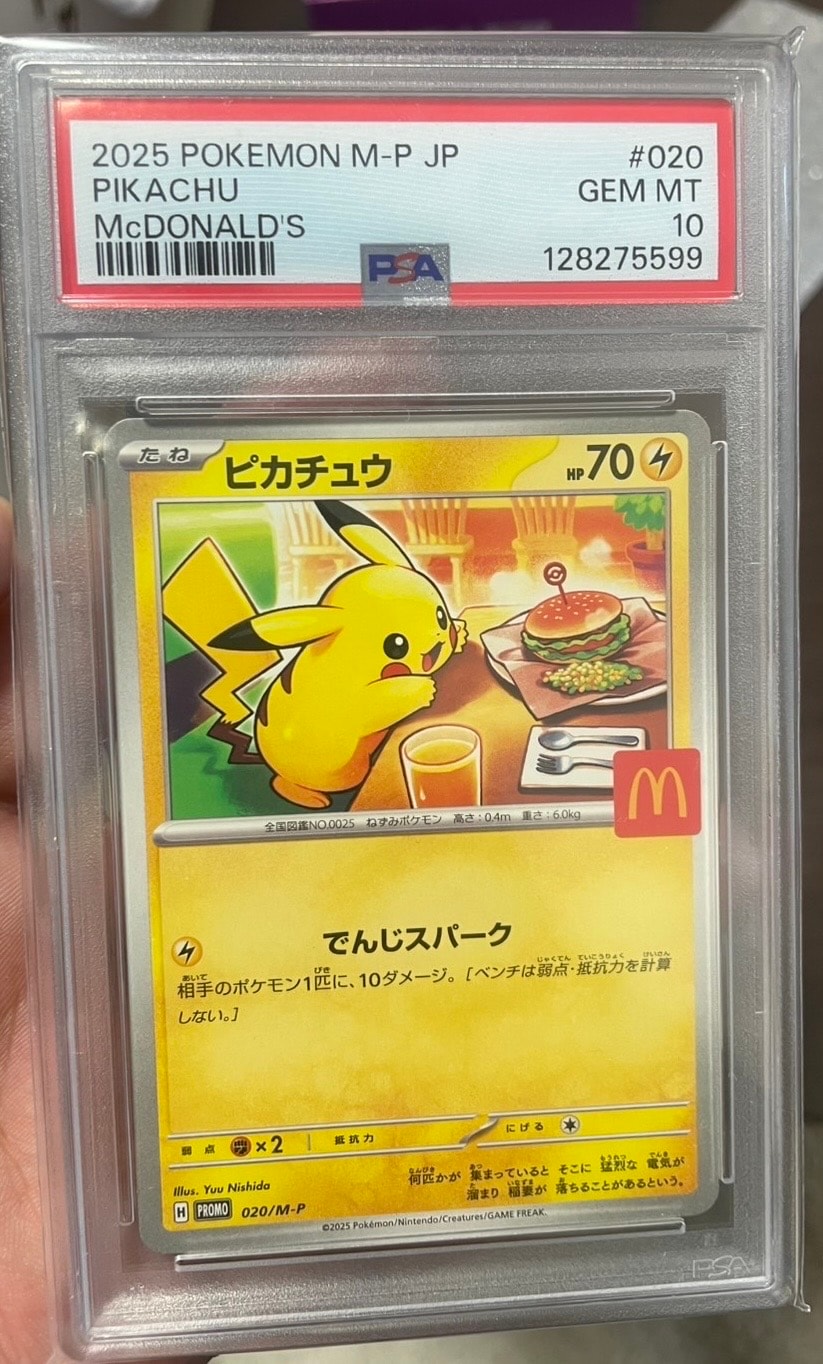 2025 POKEMON M-P JP #020
PIKACHU GEM MT
McDONALD'S 10
128275599
PSA
たね ピカチュウ HP70
全国図鑑NO.0025 ねずみポケモン 高さ：0.4m 重さ：6.0kg
でんじスパーク
相手のポケモン1匹に、10ダメージ。［ベンチは弱点・抵抗力を計算
しない。］
弱点 ×2 抵抗力 にげる
Illus. Yuu Nishida
何匹かが 集まっていると そこに 猛烈な 電気が
溜まり 稲妻が 落ちることがあるという。
H PROMO 020/M-P
©2025 Pokémon/Nintendo/Creatures/GAME FREAK.
PSA